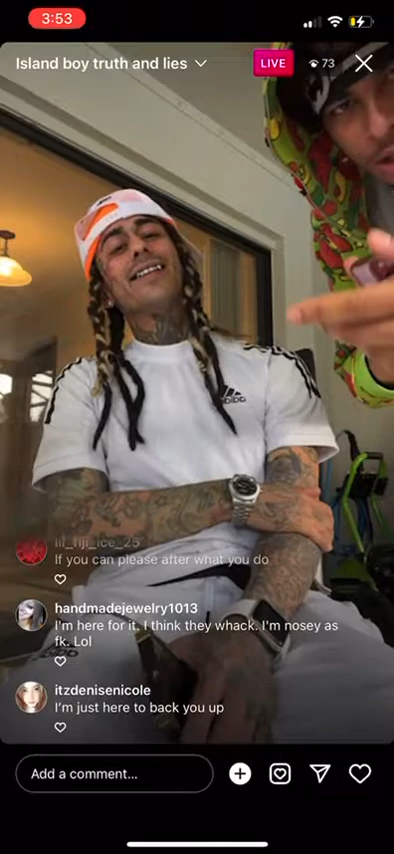 3:53
Island boy truth and lies
LIVE
73
adidas
lil_fiji_ice_25
If you can please after what you do
handmadejewelry1013
I'm here for it. I think they whack. I'm nosey as
fk. Lol
itzdenisenicole
I'm just here to back you up
Add a comment...